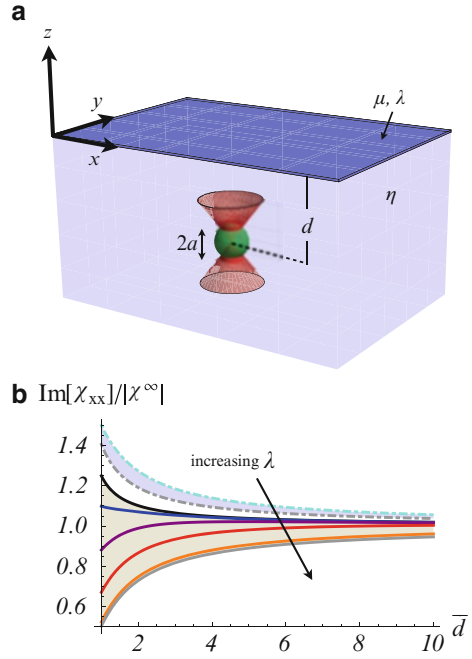 a
z
y
x
μ, λ
η
d
2a
b Im[χxx]/|χ∞|
1.4
increasing λ
1.2
1.0
0.8
0.6
2 4 6 8 10 d̅